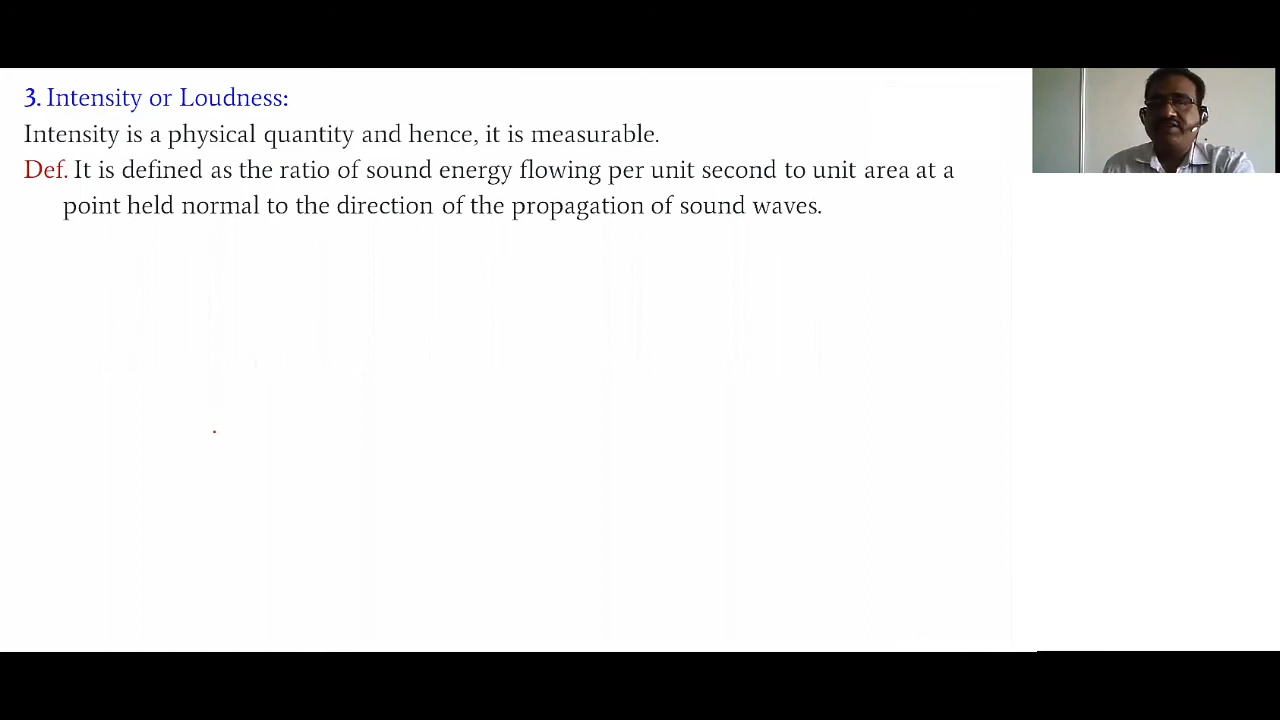 3. Intensity or Loudness:
Intensity is a physical quantity and hence, it is measurable.
Def. It is defined as the ratio of sound energy flowing per unit second to unit area at a
point held normal to the direction of the propagation of sound waves.